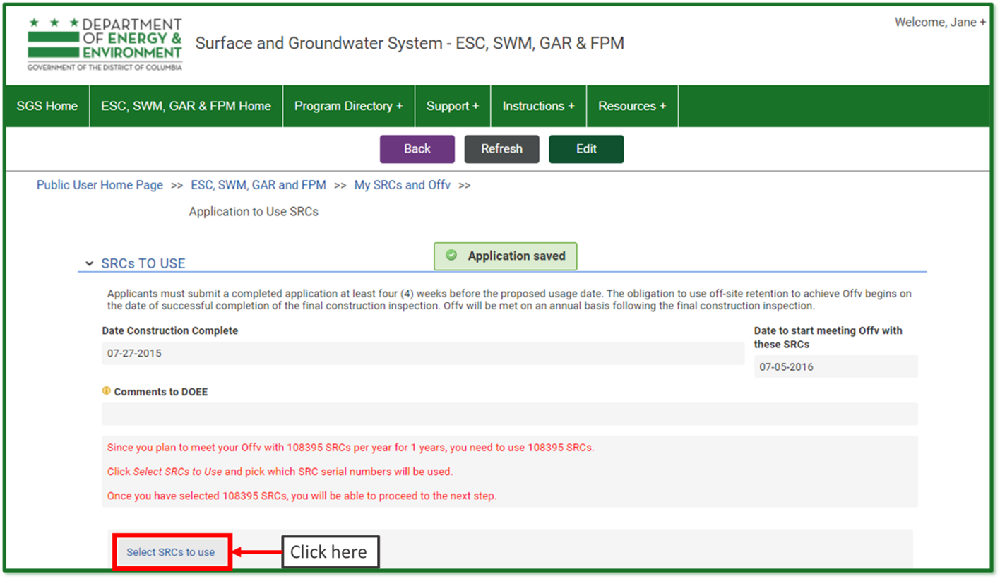 DEPARTMENT
OF ENERGY &
ENVIRONMENT
GOVERNMENT OF THE DISTRICT OF COLUMBIA
Surface and Groundwater System - ESC, SWM, GAR & FPM
Welcome, Jane +
SGS Home
ESC, SWM, GAR & FPM Home
Program Directory +
Support +
Instructions +
Resources +
Back
Refresh
Edit
Public User Home Page >> ESC, SWM, GAR and FPM >> My SRCs and Offv >>
Application to Use SRCs
Application saved
SRCs TO USE
Applicants must submit a completed application at least four (4) weeks before the proposed usage date. The obligation to use off-site retention to achieve Offv begins on
the date of successful completion of the final construction inspection. Offv will be met on an annual basis following the final construction inspection.
Date Construction Complete
07-27-2015
Date to start meeting Offv with
these SRCs
07-05-2016
Comments to DOEE
Since you plan to meet your Offv with 108395 SRCs per year for 1 years, you need to use 108395 SRCs.
Click Select SRCs to Use and pick which SRC serial numbers will be used.
Once you have selected 108395 SRCs, you will be able to proceed to the next step.
Select SRCs to use
Click here